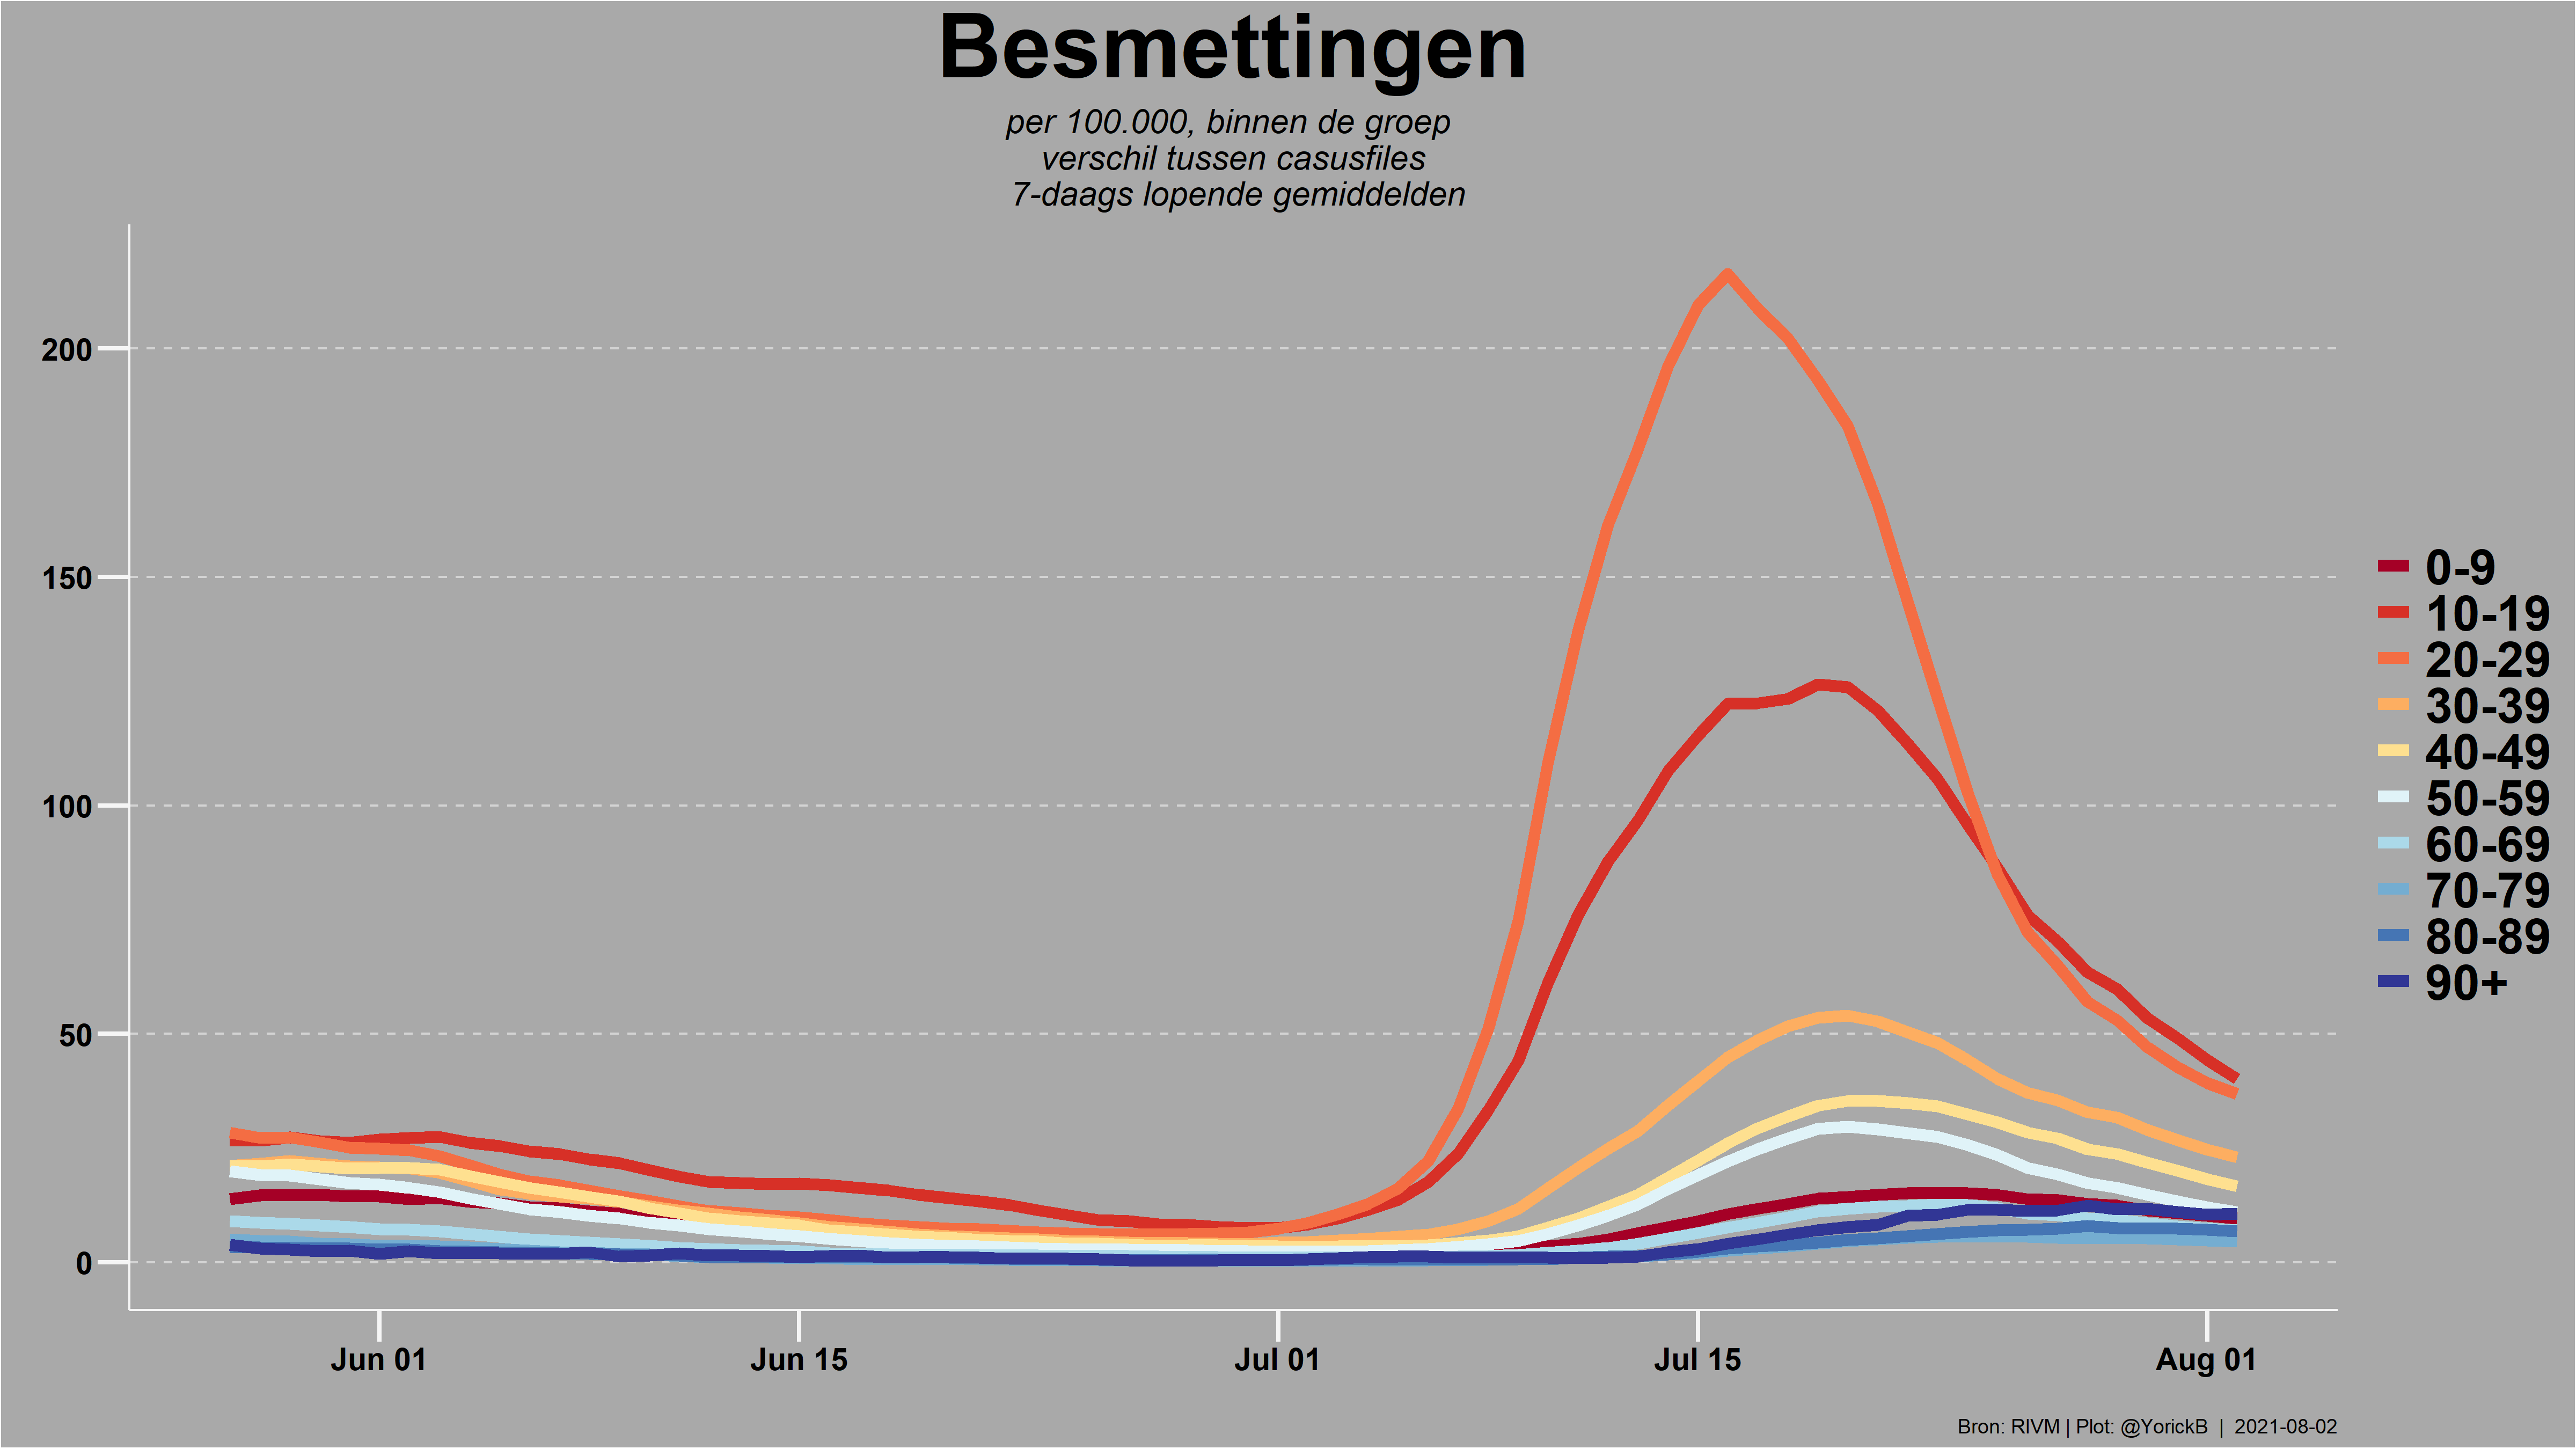 Besmettingen
per 100.000, binnen de groep
verschil tussen casusfiles
7-daags lopende gemiddelden
200
150
100
50
0
Jun 01
Jun 15
Jul 01
Jul 15
Aug 01
0-9
10-19
20-29
30-39
40-49
50-59
60-69
70-79
80-89
90+
Bron: RIVM | Plot: @YorickB | 2021-08-02